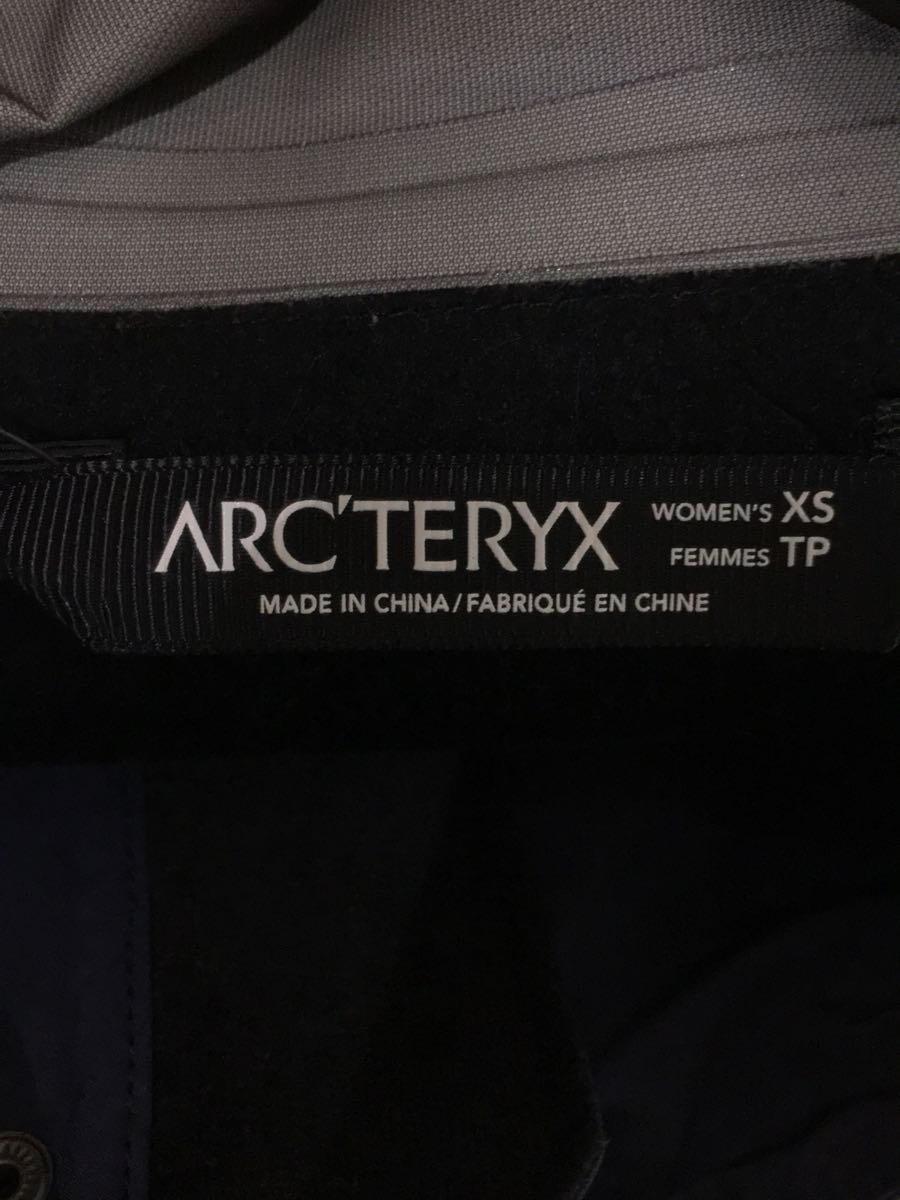 ARC'TERYX WOMEN'S XS
FEMMES TP
MADE IN CHINA/FABRIQUÉ EN CHINE